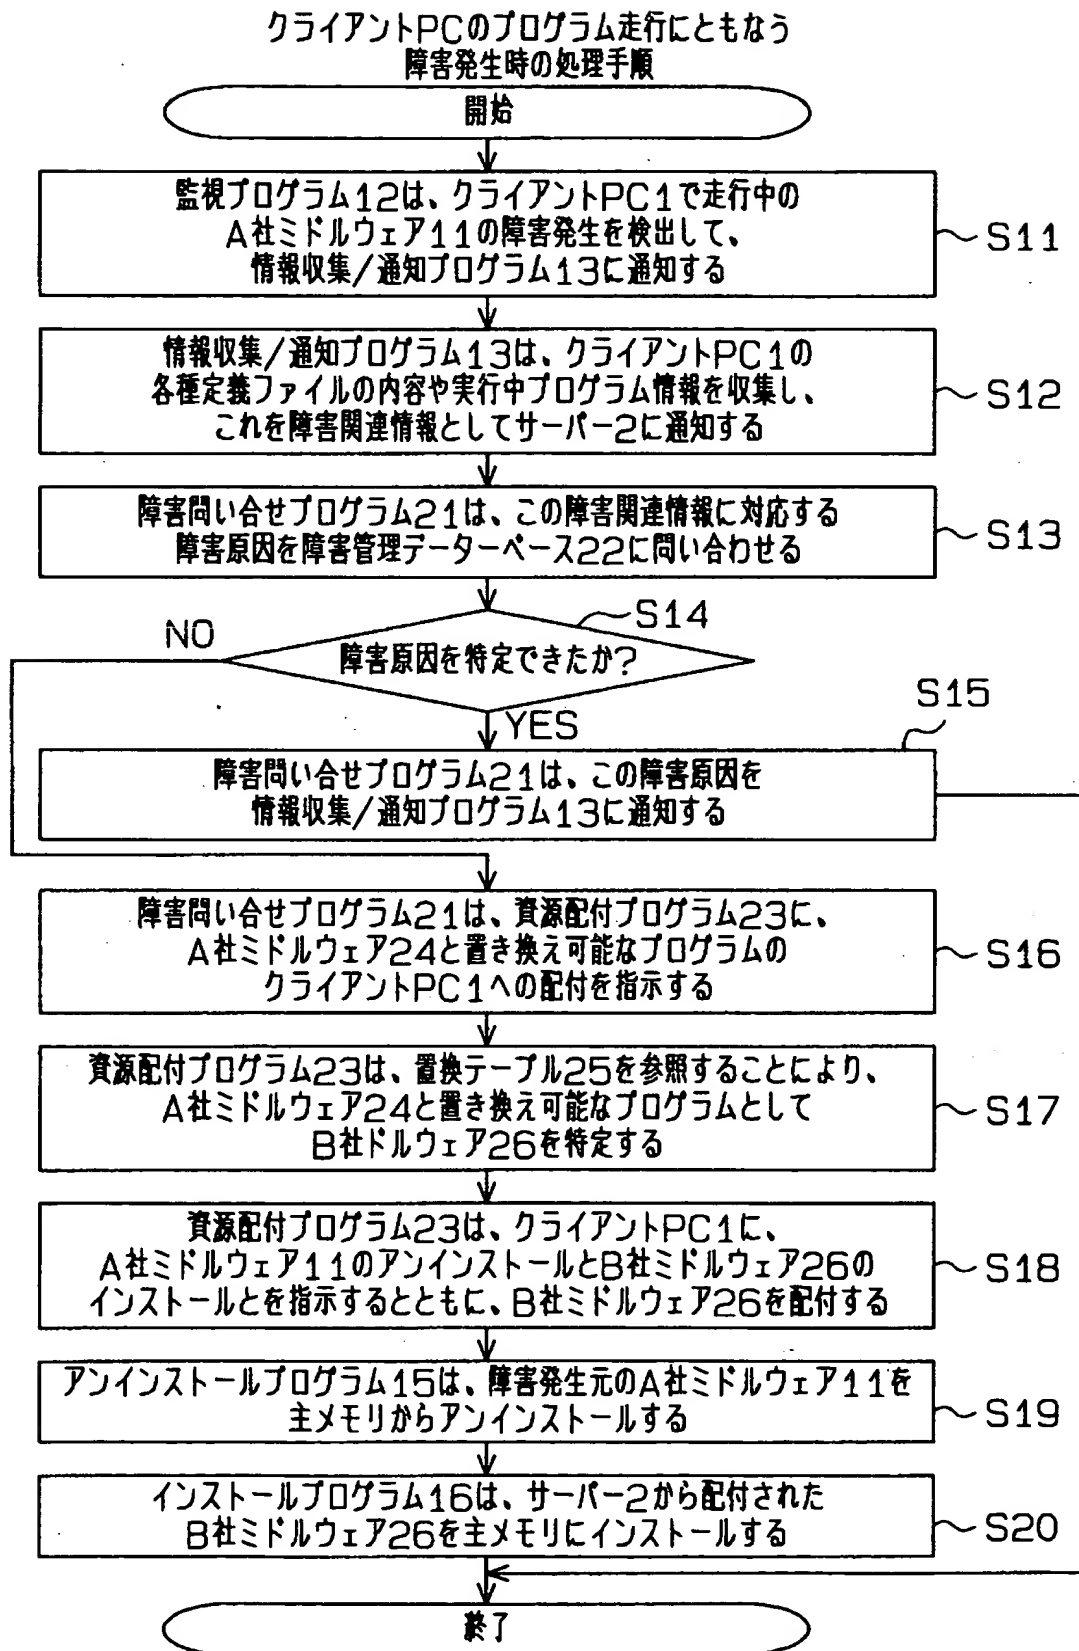 クライアントPCのプログラム走行にともなう
障害発生時の処理手順
開始
監視プログラム12は、クライアントPC1で走行中の
A社ミドルウェア11の障害発生を検出して、
情報収集/通知プログラム13に通知する
S11
情報収集/通知プログラム13は、クライアントPC1の
各種定義ファイルの内容や実行中プログラム情報を収集し、
これを障害関連情報としてサーバー2に通知する
S12
障害問い合せプログラム21は、この障害関連情報に対応する
障害原因を障害管理データーベース22に問い合わせる
S13
S14
NO
障害原因を特定できたか?
YES
S15
障害問い合せプログラム21は、この障害原因を
情報収集/通知プログラム13に通知する
障害問い合せプログラム21は、資源配付プログラム23に、
A社ミドルウェア24と置き換え可能なプログラムの
クライアントPC1への配付を指示する
S16
資源配付プログラム23は、置換テーブル25を参照することにより、
A社ミドルウェア24と置き換え可能なプログラムとして
B社ドルウェア26を特定する
S17
資源配付プログラム23は、クライアントPC1に、
A社ミドルウェア11のアンインストールとB社ミドルウェア26の
インストールとを指示するとともに、B社ミドルウェア26を配付する
S18
アンインストールプログラム15は、障害発生元のA社ミドルウェア11を
主メモリからアンインストールする
S19
インストールプログラム16は、サーバー2から配付された
B社ミドルウェア26を主メモリにインストールする
S20
終了